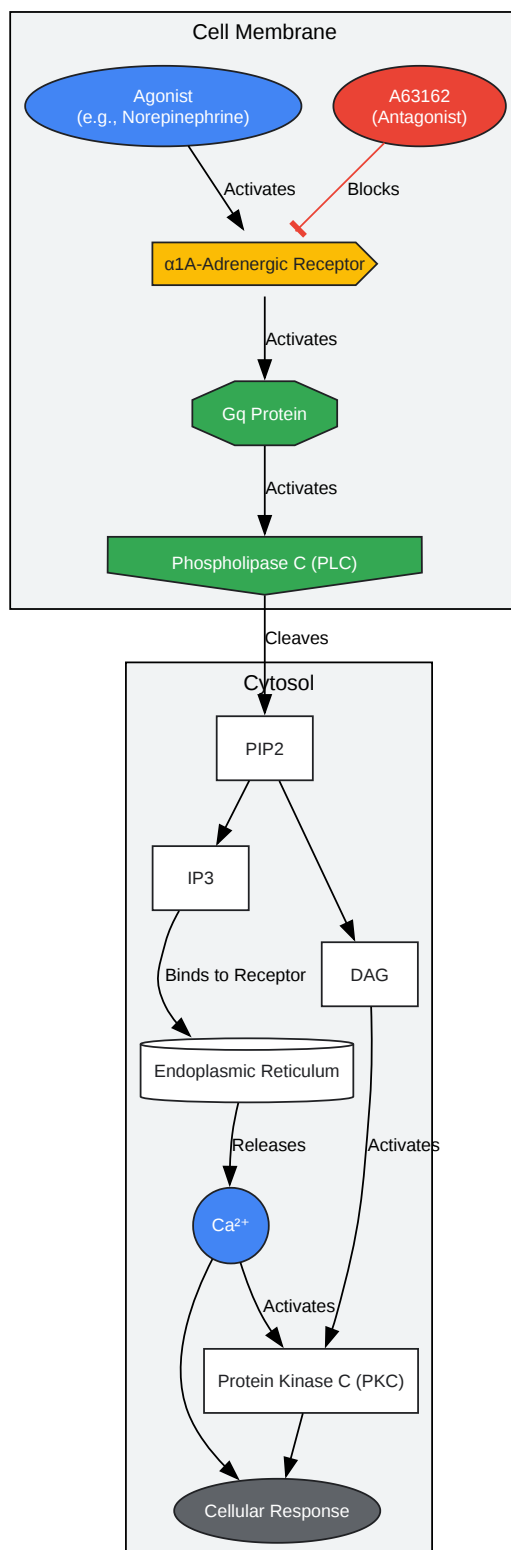 Cell Membrane
Agonist
(e.g., Norepinephrine)
A63162
(Antagonist)
Activates
Blocks
α1A-Adrenergic Receptor
Activates
Gq Protein
Activates
Phospholipase C (PLC)
Cleaves
Cytosol
PIP2
IP3
DAG
Binds to Receptor
Endoplasmic Reticulum
Releases
Activates
Ca²⁺
Activates
Protein Kinase C (PKC)
Cellular Response